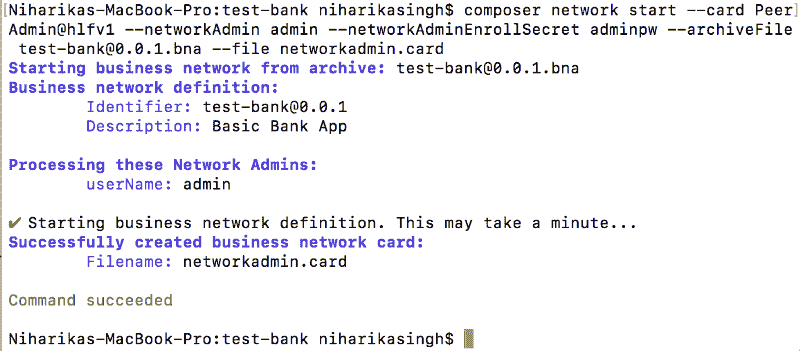 [Niharikas-MacBook-Pro:test-bank niharikasingh$ composer network start --card Peer]
Admin@hlfv1 --networkAdmin admin --networkAdminEnrollSecret adminpw --archiveFile
test-bank@0.0.1.bna --file networkadmin.card
Starting business network from archive: test-bank@0.0.1.bna
Business network definition:
Identifier: test-bank@0.0.1
Description: Basic Bank App
Processing these Network Admins:
userName: admin
✔ Starting business network definition. This may take a minute...
Successfully created business network card:
Filename: networkadmin.card
Command succeeded
Niharikas-MacBook-Pro:test-bank niharikasingh$